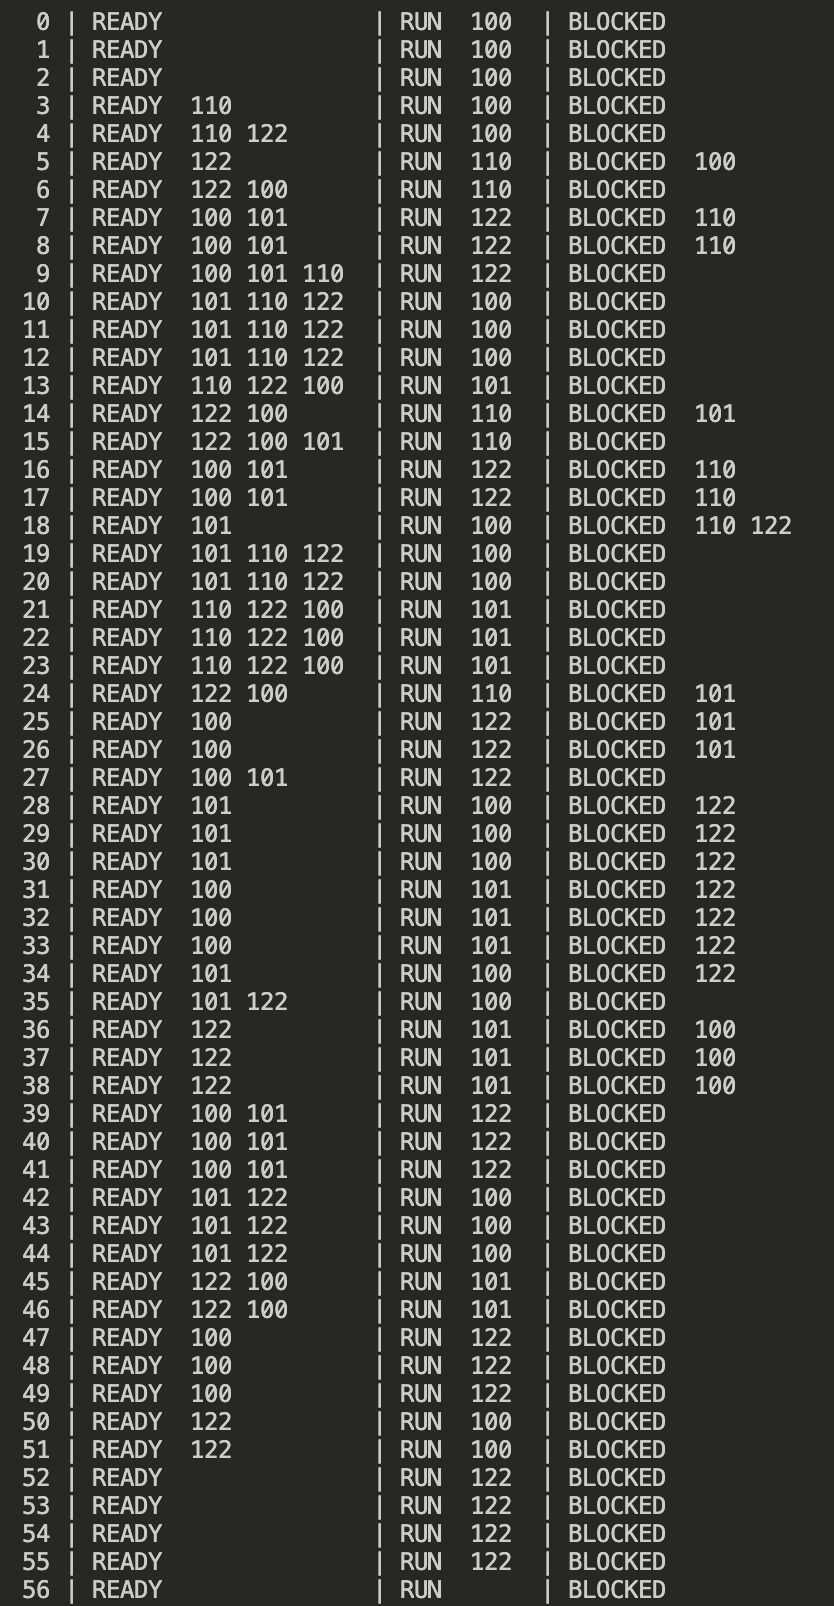 0 | READY | RUN 100 | BLOCKED
1 | READY | RUN 100 | BLOCKED
2 | READY | RUN 100 | BLOCKED
3 | READY 110 | RUN 100 | BLOCKED
4 | READY 110 122 | RUN 100 | BLOCKED
5 | READY 122 | RUN 110 | BLOCKED 100
6 | READY 122 100 | RUN 110 | BLOCKED
7 | READY 100 101 | RUN 122 | BLOCKED 110
8 | READY 100 101 | RUN 122 | BLOCKED 110
9 | READY 100 101 110 | RUN 122 | BLOCKED
10 | READY 101 110 122 | RUN 100 | BLOCKED
11 | READY 101 110 122 | RUN 100 | BLOCKED
12 | READY 101 110 122 | RUN 100 | BLOCKED
13 | READY 110 122 100 | RUN 101 | BLOCKED
14 | READY 122 100 | RUN 110 | BLOCKED 101
15 | READY 122 100 101 | RUN 110 | BLOCKED
16 | READY 100 101 | RUN 122 | BLOCKED 110
17 | READY 100 101 | RUN 122 | BLOCKED 110
18 | READY 101 | RUN 100 | BLOCKED 110 122
19 | READY 101 110 122 | RUN 100 | BLOCKED
20 | READY 101 110 122 | RUN 100 | BLOCKED
21 | READY 110 122 100 | RUN 101 | BLOCKED
22 | READY 110 122 100 | RUN 101 | BLOCKED
23 | READY 110 122 100 | RUN 101 | BLOCKED
24 | READY 122 100 | RUN 110 | BLOCKED 101
25 | READY 100 | RUN 122 | BLOCKED 101
26 | READY 100 | RUN 122 | BLOCKED 101
27 | READY 100 101 | RUN 122 | BLOCKED
28 | READY 101 | RUN 100 | BLOCKED 122
29 | READY 101 | RUN 100 | BLOCKED 122
30 | READY 101 | RUN 100 | BLOCKED 122
31 | READY 100 | RUN 101 | BLOCKED 122
32 | READY 100 | RUN 101 | BLOCKED 122
33 | READY 100 | RUN 101 | BLOCKED 122
34 | READY 101 | RUN 100 | BLOCKED 122
35 | READY 101 122 | RUN 100 | BLOCKED
36 | READY 122 | RUN 101 | BLOCKED 100
37 | READY 122 | RUN 101 | BLOCKED 100
38 | READY 122 | RUN 101 | BLOCKED 100
39 | READY 100 101 | RUN 122 | BLOCKED
40 | READY 100 101 | RUN 122 | BLOCKED
41 | READY 100 101 | RUN 122 | BLOCKED
42 | READY 101 122 | RUN 100 | BLOCKED
43 | READY 101 122 | RUN 100 | BLOCKED
44 | READY 101 122 | RUN 100 | BLOCKED
45 | READY 122 100 | RUN 101 | BLOCKED
46 | READY 122 100 | RUN 101 | BLOCKED
47 | READY 100 | RUN 122 | BLOCKED
48 | READY 100 | RUN 122 | BLOCKED
49 | READY 100 | RUN 122 | BLOCKED
50 | READY 122 | RUN 100 | BLOCKED
51 | READY 122 | RUN 100 | BLOCKED
52 | READY | RUN 122 | BLOCKED
53 | READY | RUN 122 | BLOCKED
54 | READY | RUN 122 | BLOCKED
55 | READY | RUN 122 | BLOCKED
56 | READY | RUN | BLOCKED